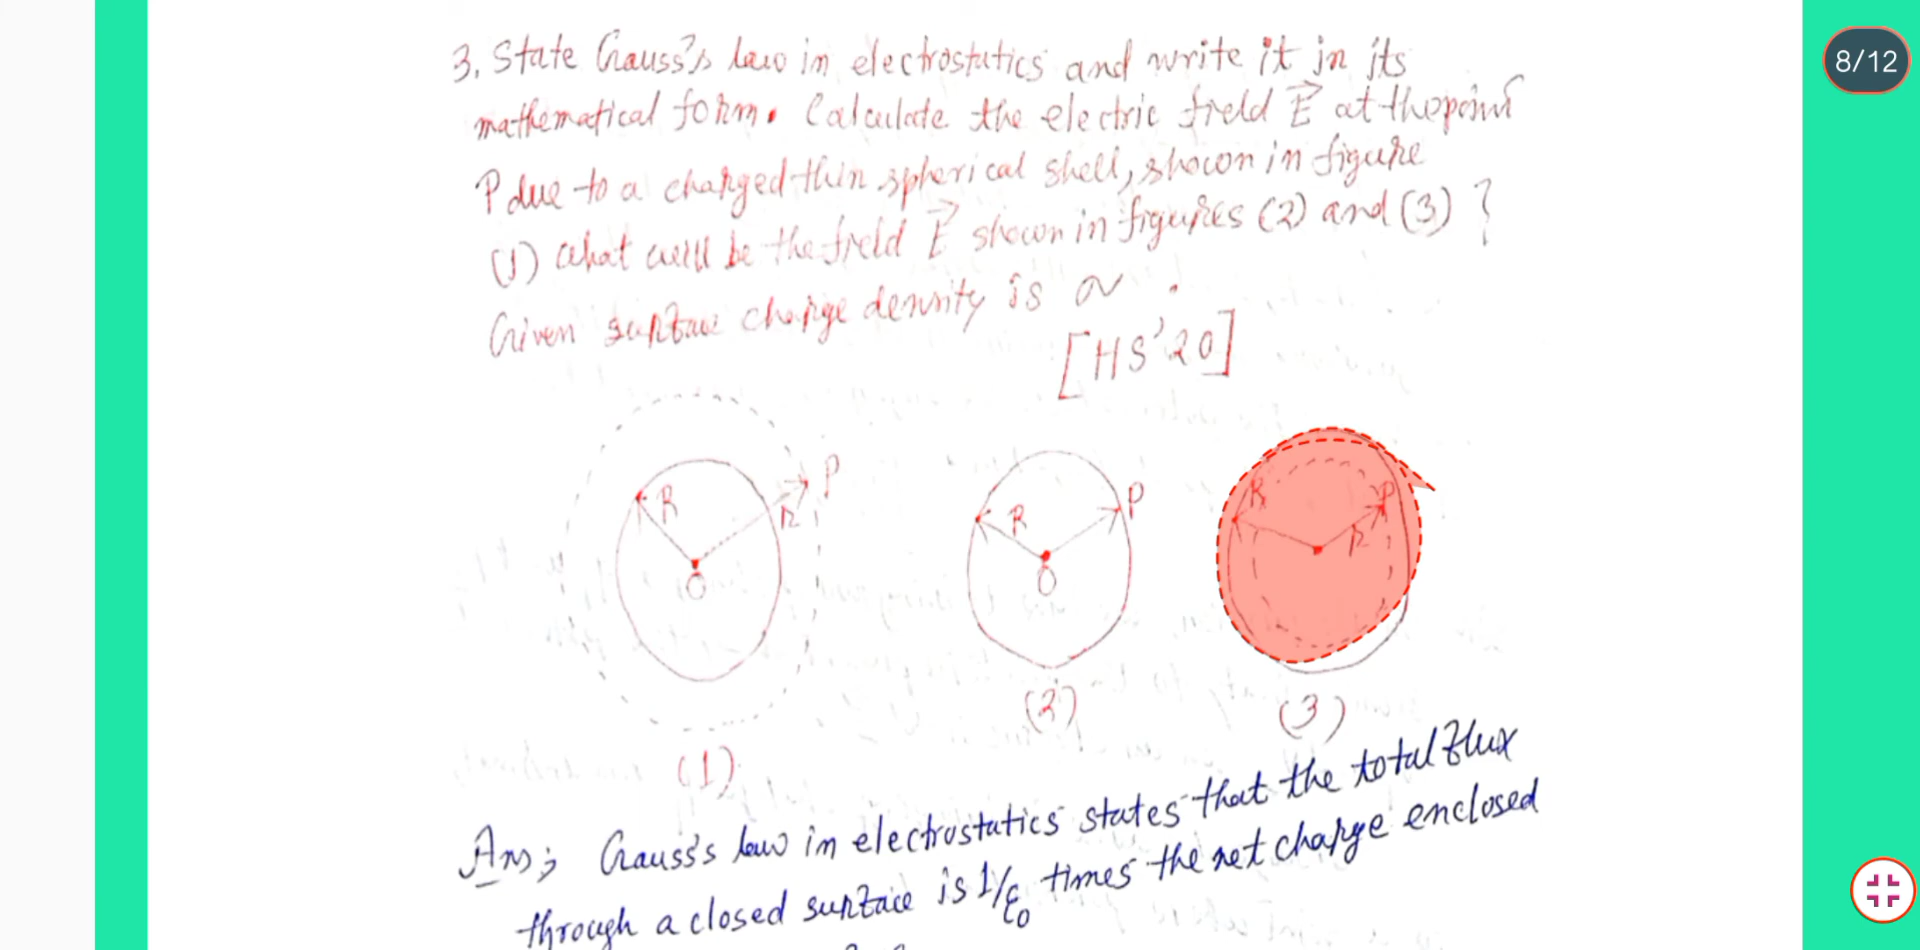 8/12
3. State Gauss's law in electrostatics and write it in its
mathematical form. Calculate the electric field E⃗ at the point
P due to a charged thin spherical shell, shown in figure
(1) What will be the field E⃗ shown in figures (2) and (3) ?
Given surface charge density is σ .
[HS'20]
R P r O
R P O
R P r
(1)
(2)
(3)
Ans; Gauss's law in electrostatics states that the total flux
through a closed surface is 1/ε₀ times the net charge enclosed